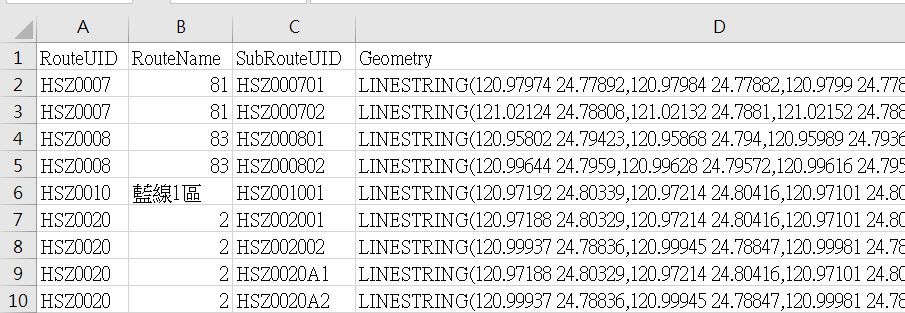 A B C D
1 RouteUID RouteName SubRouteUID Geometry
2 HSZ0007 81 HSZ000701 LINESTRING(120.97974 24.77892,120.97984 24.77882,120.9799 24.778
3 HSZ0007 81 HSZ000702 LINESTRING(121.02124 24.78808,121.02132 24.7881,121.02152 24.788
4 HSZ0008 83 HSZ000801 LINESTRING(120.95802 24.79423,120.95868 24.794,120.95989 24.7936
5 HSZ0008 83 HSZ000802 LINESTRING(120.99644 24.7959,120.99628 24.79572,120.99616 24.795
6 HSZ0010 藍線1區 HSZ001001 LINESTRING(120.97192 24.80339,120.97214 24.80416,120.97101 24.80
7 HSZ0020 2 HSZ002001 LINESTRING(120.97188 24.80329,120.97214 24.80416,120.97101 24.80
8 HSZ0020 2 HSZ002002 LINESTRING(120.99937 24.78836,120.99945 24.78847,120.99981 24.78
9 HSZ0020 2 HSZ0020A1 LINESTRING(120.97188 24.80329,120.97214 24.80416,120.97101 24.80
10 HSZ0020 2 HSZ0020A2 LINESTRING(120.99937 24.78836,120.99945 24.78847,120.99981 24.78